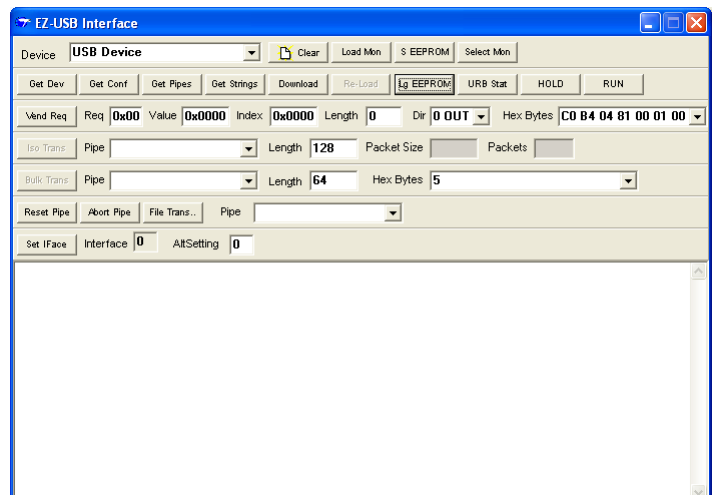 EZ-USB Interface
Device USB Device Clear Load Mon S EEPROM Select Mon
Get Dev Get Conf Get Pipes Get Strings Download Re-Load Lg EEPROM URB Stat HOLD RUN
Vend Req Req 0x00 Value 0x0000 Index 0x0000 Length 0 Dir 0 OUT Hex Bytes C0 B4 04 81 00 01 00
Iso Trans Pipe Length 128 Packet Size Packets
Bulk Trans Pipe Length 64 Hex Bytes 5
Reset Pipe Abort Pipe File Trans.. Pipe
Set IFace Interface 0 AltSetting 0